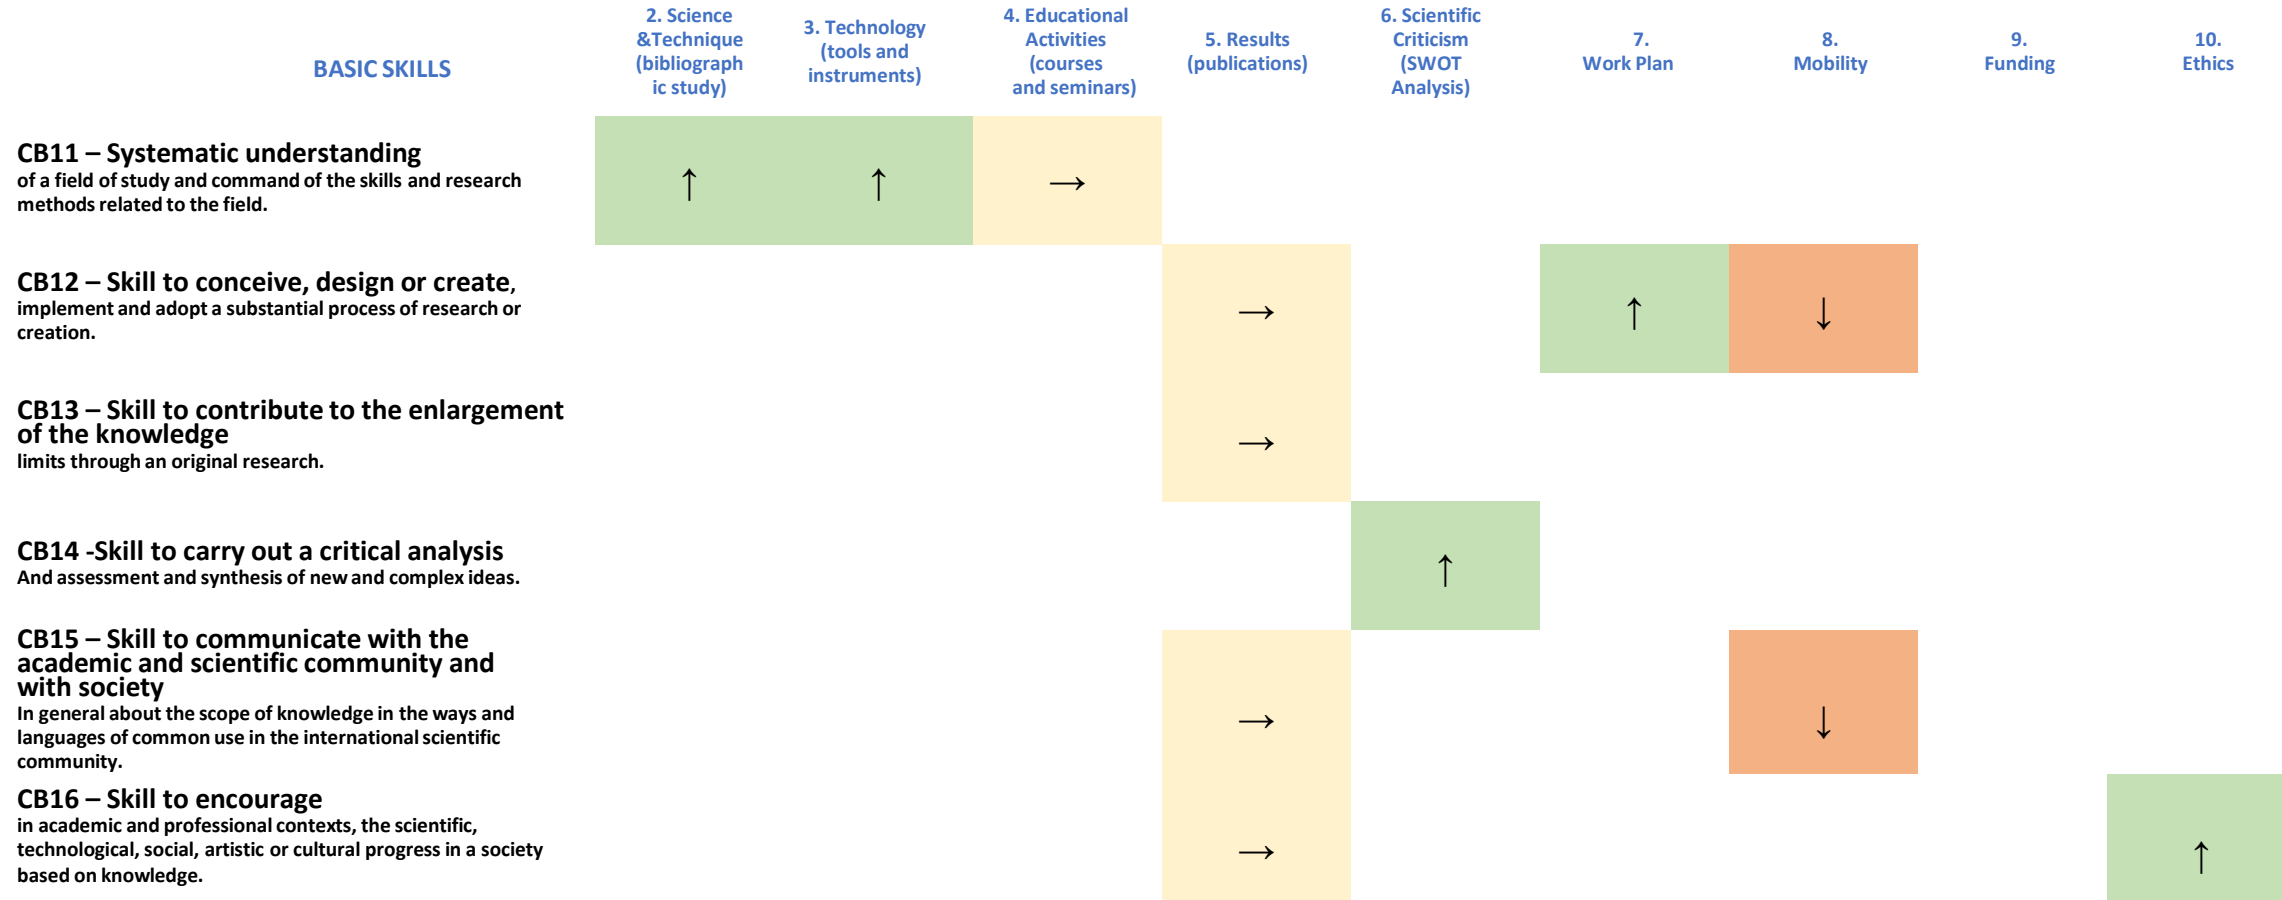 BASIC SKILLS
2. Science
&Technique
(bibliograph
ic study)
3. Technology
(tools and
instruments)
4. Educational
Activities
(courses
and seminars)
5. Results
(publications)
6. Scientific
Criticism
(SWOT
Analysis)
7.
Work Plan
8.
Mobility
9.
Funding
10.
Ethics
CB11 – Systematic understanding
of a field of study and command of the skills and research
methods related to the field.
↑ ↑ →
CB12 – Skill to conceive, design or create,
implement and adopt a substantial process of research or
creation.
→ ↑ ↓
CB13 – Skill to contribute to the enlargement
of the knowledge
limits through an original research.
→
CB14 -Skill to carry out a critical analysis
And assessment and synthesis of new and complex ideas.
↑
CB15 – Skill to communicate with the
academic and scientific community and
with society
In general about the scope of knowledge in the ways and
languages of common use in the international scientific
community.
→ ↓
CB16 – Skill to encourage
in academic and professional contexts, the scientific,
technological, social, artistic or cultural progress in a society
based on knowledge.
→ ↑